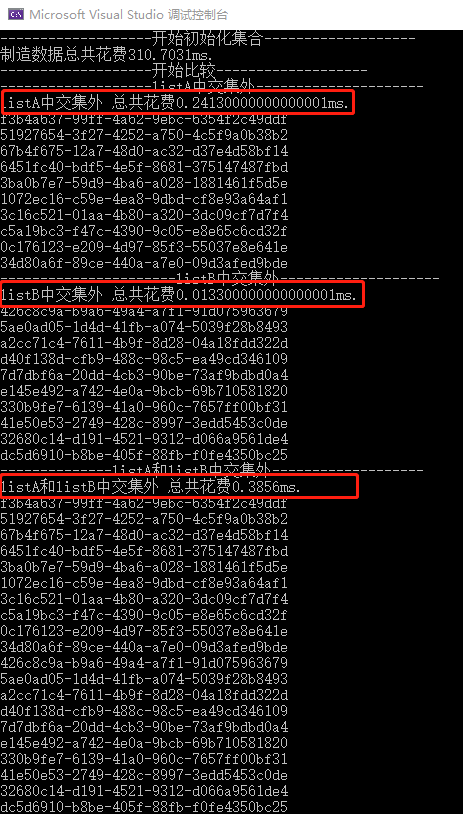 Microsoft Visual Studio 调试控制台
-------------------开始初始化集合-------------------
制造数据总共花费310.7031ms.
-------------------开始比较-------------------
-------------------listA中交集外-------------------
listA中交集外 总共花费0.24130000000000001ms.
f3b4a637-99ff-4a62-9ebc-6354f2c49ddf
51927654-3f27-4252-a750-4c5f9a0b38b2
67b4f675-12a7-48d0-ac32-d37e4d58bf14
6451fc40-bdf5-4e5f-8681-375147487fbd
3ba0b7e7-59d9-4ba6-a028-1881461f5d5e
1072ec16-c59e-4ea8-9dbd-cf8e93a64af1
3c16c521-01aa-4b80-a320-3dc09cf7d7f4
c5a19bc3-f47c-4390-9c05-e8e65c6cd32f
0c176123-e209-4d97-85f3-55037e8e641e
34d80a6f-89ce-440a-a7e0-09d3afed9bde
-------------------listB中交集外-------------------
listB中交集外 总共花费0.013300000000000001ms.
426c8c9a-b9a6-49a4-a7f1-91d075963679
5ae0ad05-1d4d-41fb-a074-5039f28b8493
a2cc71c4-7611-4b9f-8d28-04a18fdd322d
d40f138d-cfb9-488c-98c5-ea49cd346109
7d7dbf6a-20dd-4cb3-90be-73af9bdbd0a4
e145e492-a742-4e0a-9bcb-69b710581820
330b9fe7-6139-41a0-960c-7657ff00bf31
41e50e53-2749-428c-8997-3edd5453c0de
32680c14-d191-4521-9312-d066a9561de4
dc5d6910-b8be-405f-88fb-f0fe4350bc25
--------------listA和listB中交集外-------------------
listA和listB中交集外 总共花费0.3856ms.
f3b4a637-99ff-4a62-9ebc-6354f2c49ddf
51927654-3f27-4252-a750-4c5f9a0b38b2
67b4f675-12a7-48d0-ac32-d37e4d58bf14
6451fc40-bdf5-4e5f-8681-375147487fbd
3ba0b7e7-59d9-4ba6-a028-1881461f5d5e
1072ec16-c59e-4ea8-9dbd-cf8e93a64af1
3c16c521-01aa-4b80-a320-3dc09cf7d7f4
c5a19bc3-f47c-4390-9c05-e8e65c6cd32f
0c176123-e209-4d97-85f3-55037e8e641e
34d80a6f-89ce-440a-a7e0-09d3afed9bde
426c8c9a-b9a6-49a4-a7f1-91d075963679
5ae0ad05-1d4d-41fb-a074-5039f28b8493
a2cc71c4-7611-4b9f-8d28-04a18fdd322d
d40f138d-cfb9-488c-98c5-ea49cd346109
7d7dbf6a-20dd-4cb3-90be-73af9bdbd0a4
e145e492-a742-4e0a-9bcb-69b710581820
330b9fe7-6139-41a0-960c-7657ff00bf31
41e50e53-2749-428c-8997-3edd5453c0de
32680c14-d191-4521-9312-d066a9561de4
dc5d6910-b8be-405f-88fb-f0fe4350bc25